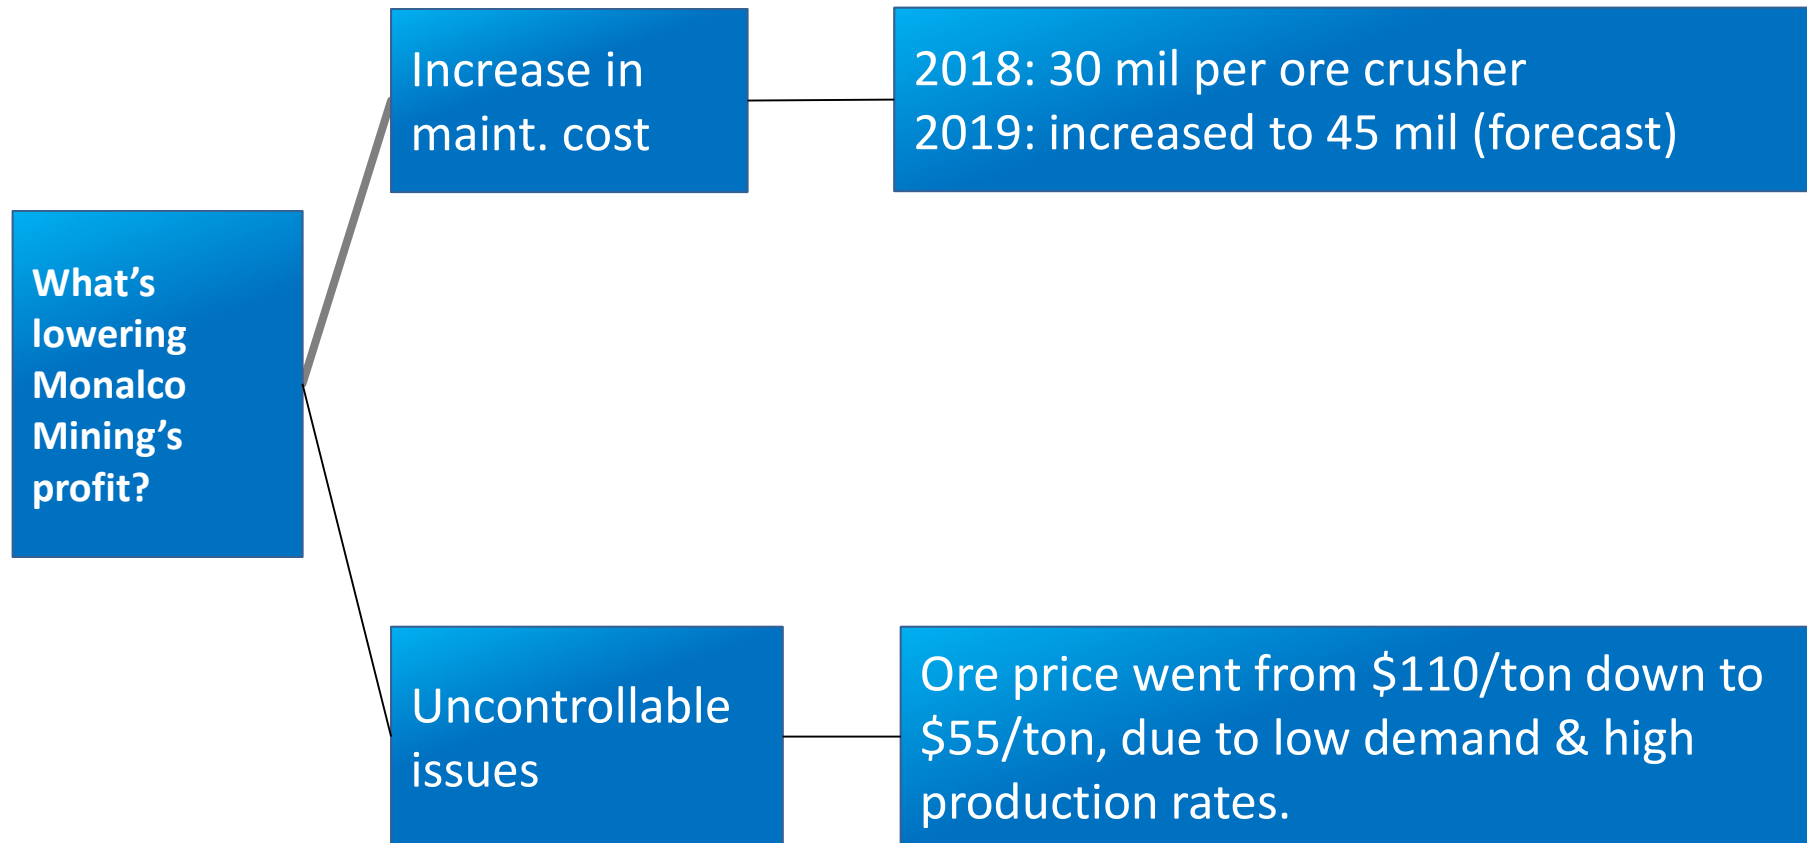 Increase in
maint. cost
2018: 30 mil per ore crusher
2019: increased to 45 mil (forecast)
What’s
lowering
Monalco
Mining’s
profit?
Uncontrollable
issues
Ore price went from $110/ton down to
$55/ton, due to low demand & high
production rates.